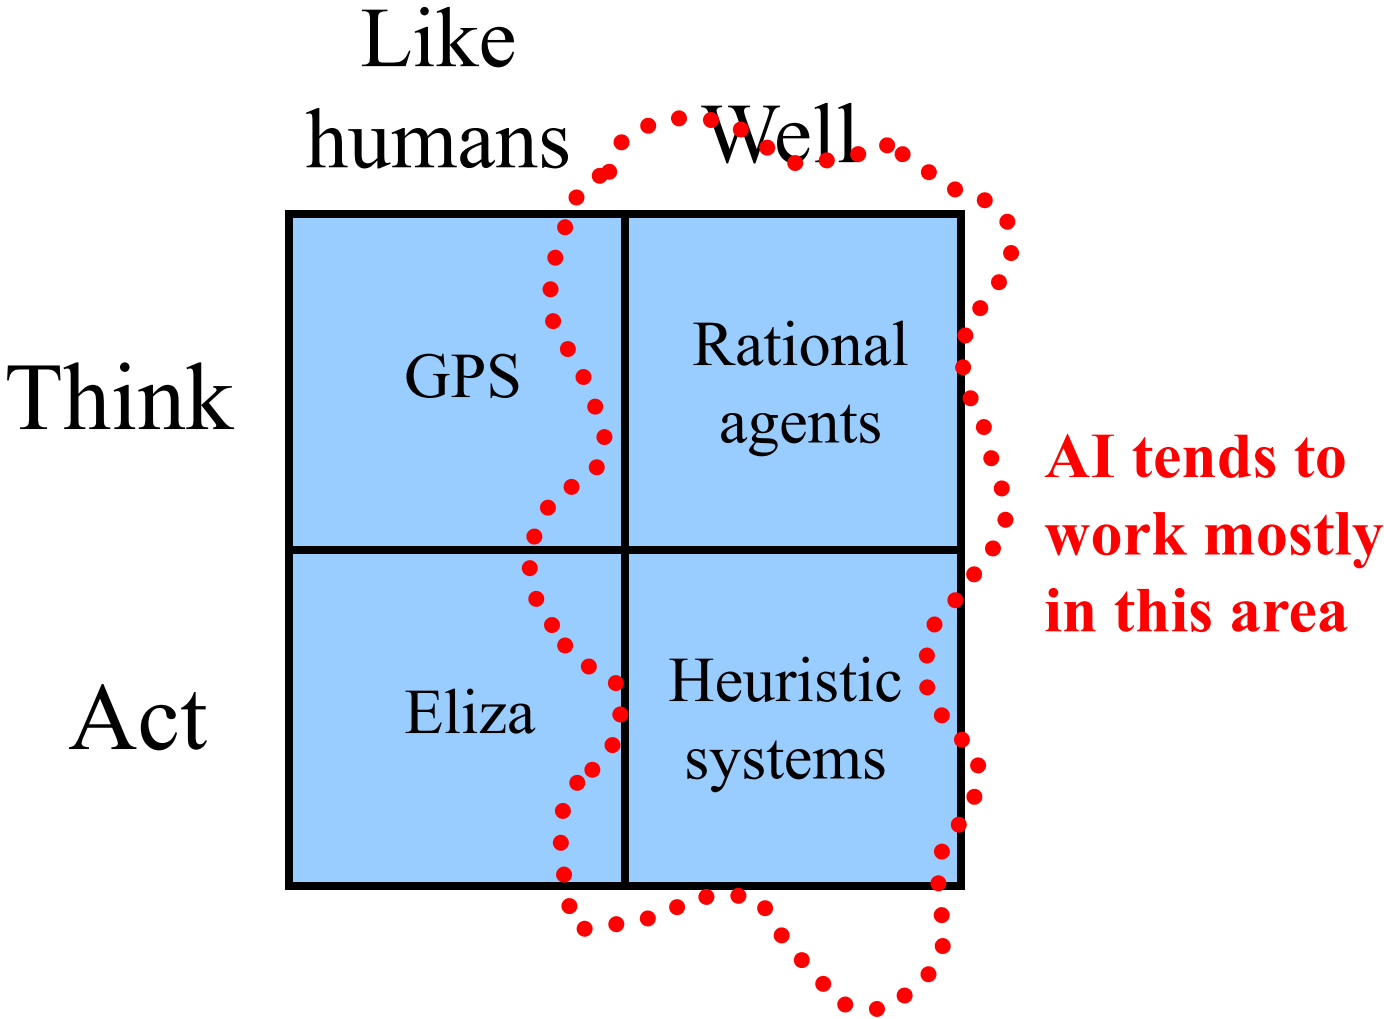 Like
humans
Well
Think
GPS
Rational
agents
AI tends to
work mostly
in this area
Act
Eliza
Heuristic
systems